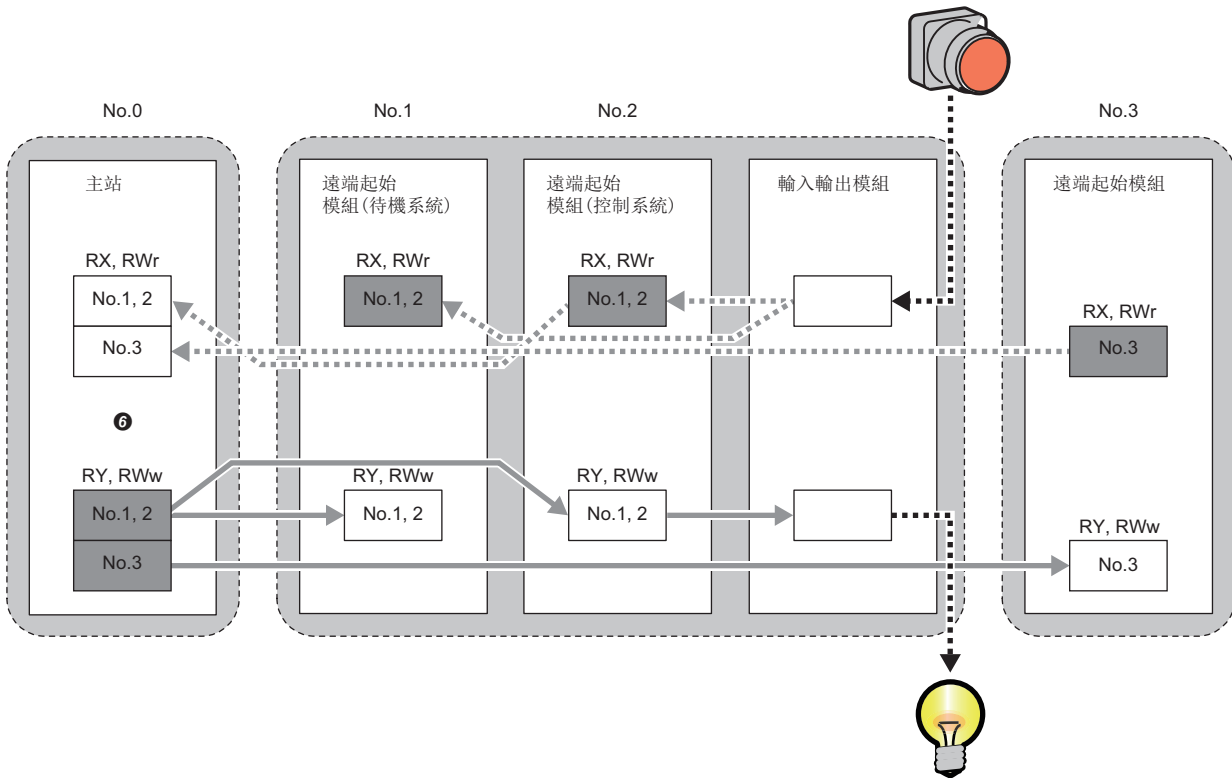 No.0
No.1
No.2
No.3
主站
遠端起始
模組(待機系統)
遠端起始
模組(控制系統)
輸入輸出模組
遠端起始模組
RX, RWr
No.1, 2
No.3
RX, RWr
No.1, 2
RX, RWr
No.1, 2
RX, RWr
No.3
❻
RY, RWw
No.1, 2
No.3
RY, RWw
No.1, 2
RY, RWw
No.1, 2
RY, RWw
No.3